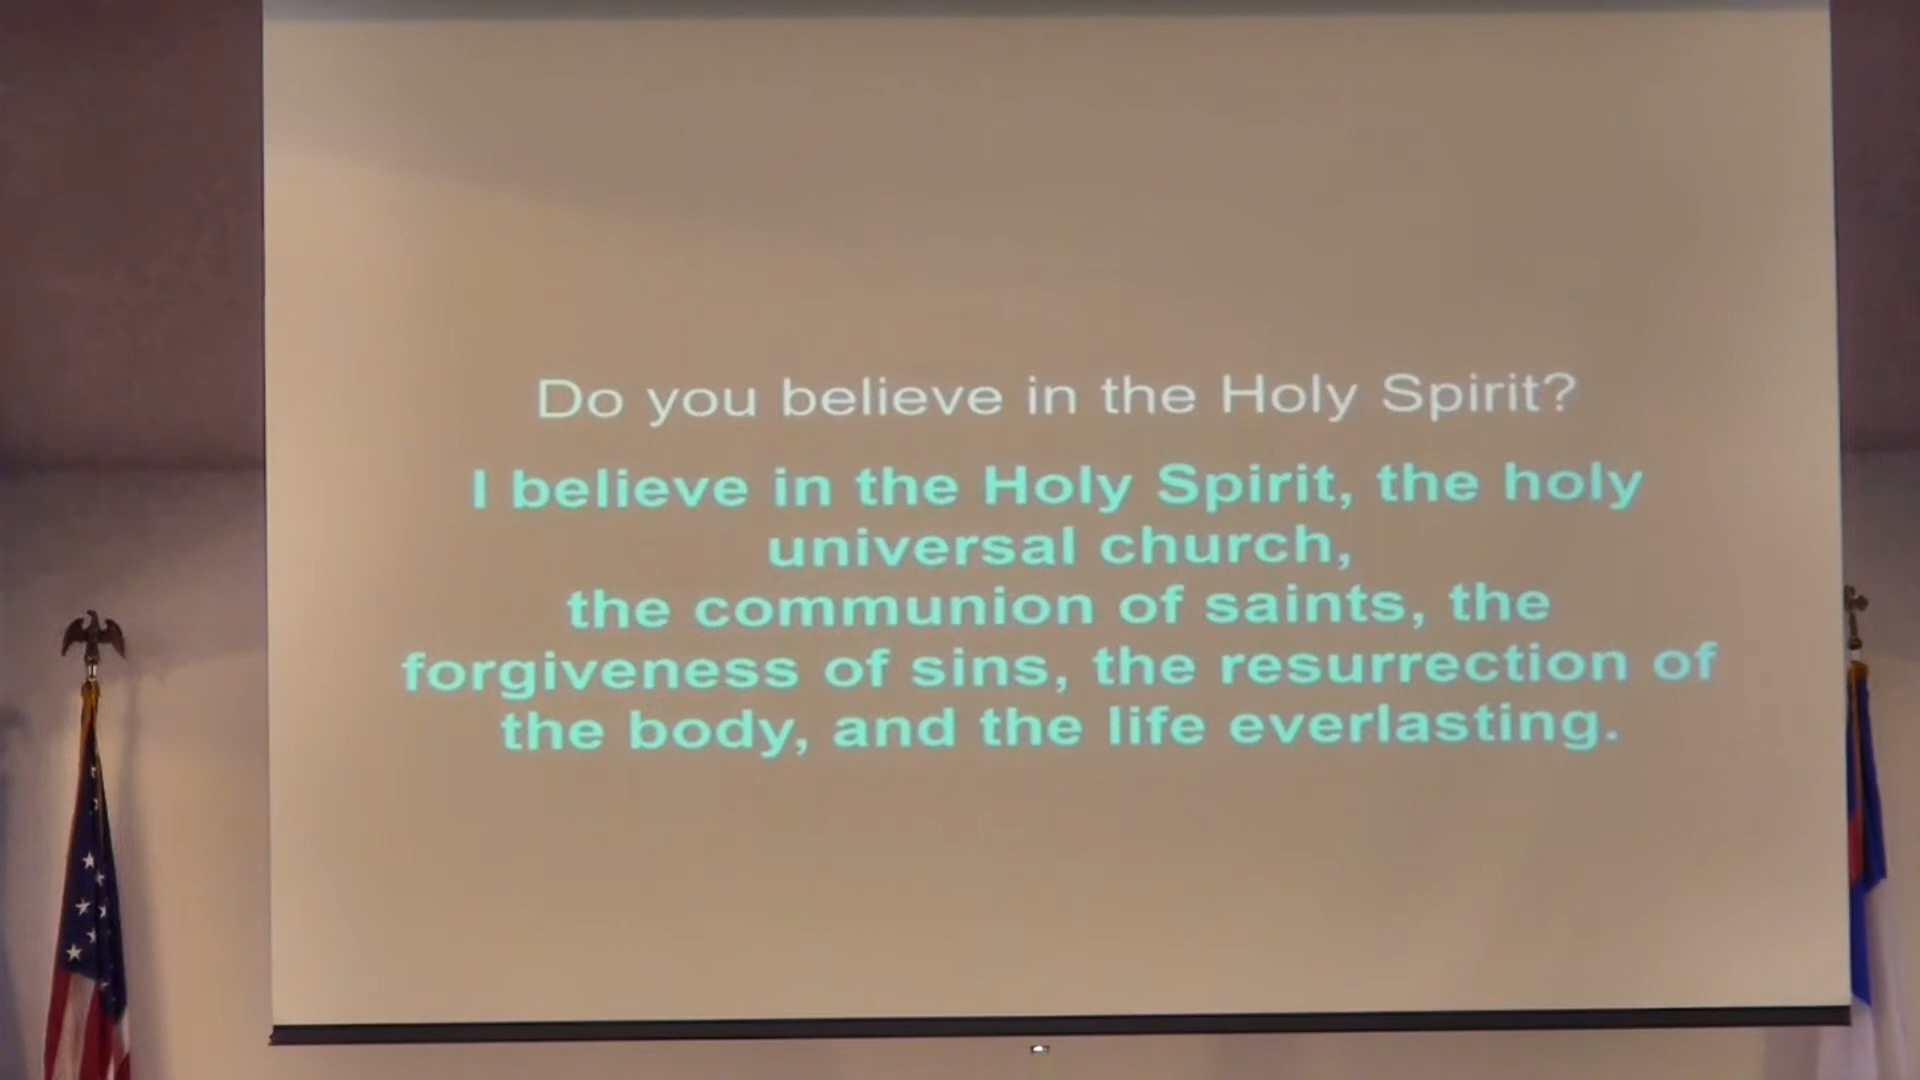 Do you believe in the Holy Spirit?
I believe in the Holy Spirit, the holy
universal church,
the communion of saints, the
forgiveness of sins, the resurrection of
the body, and the life everlasting.